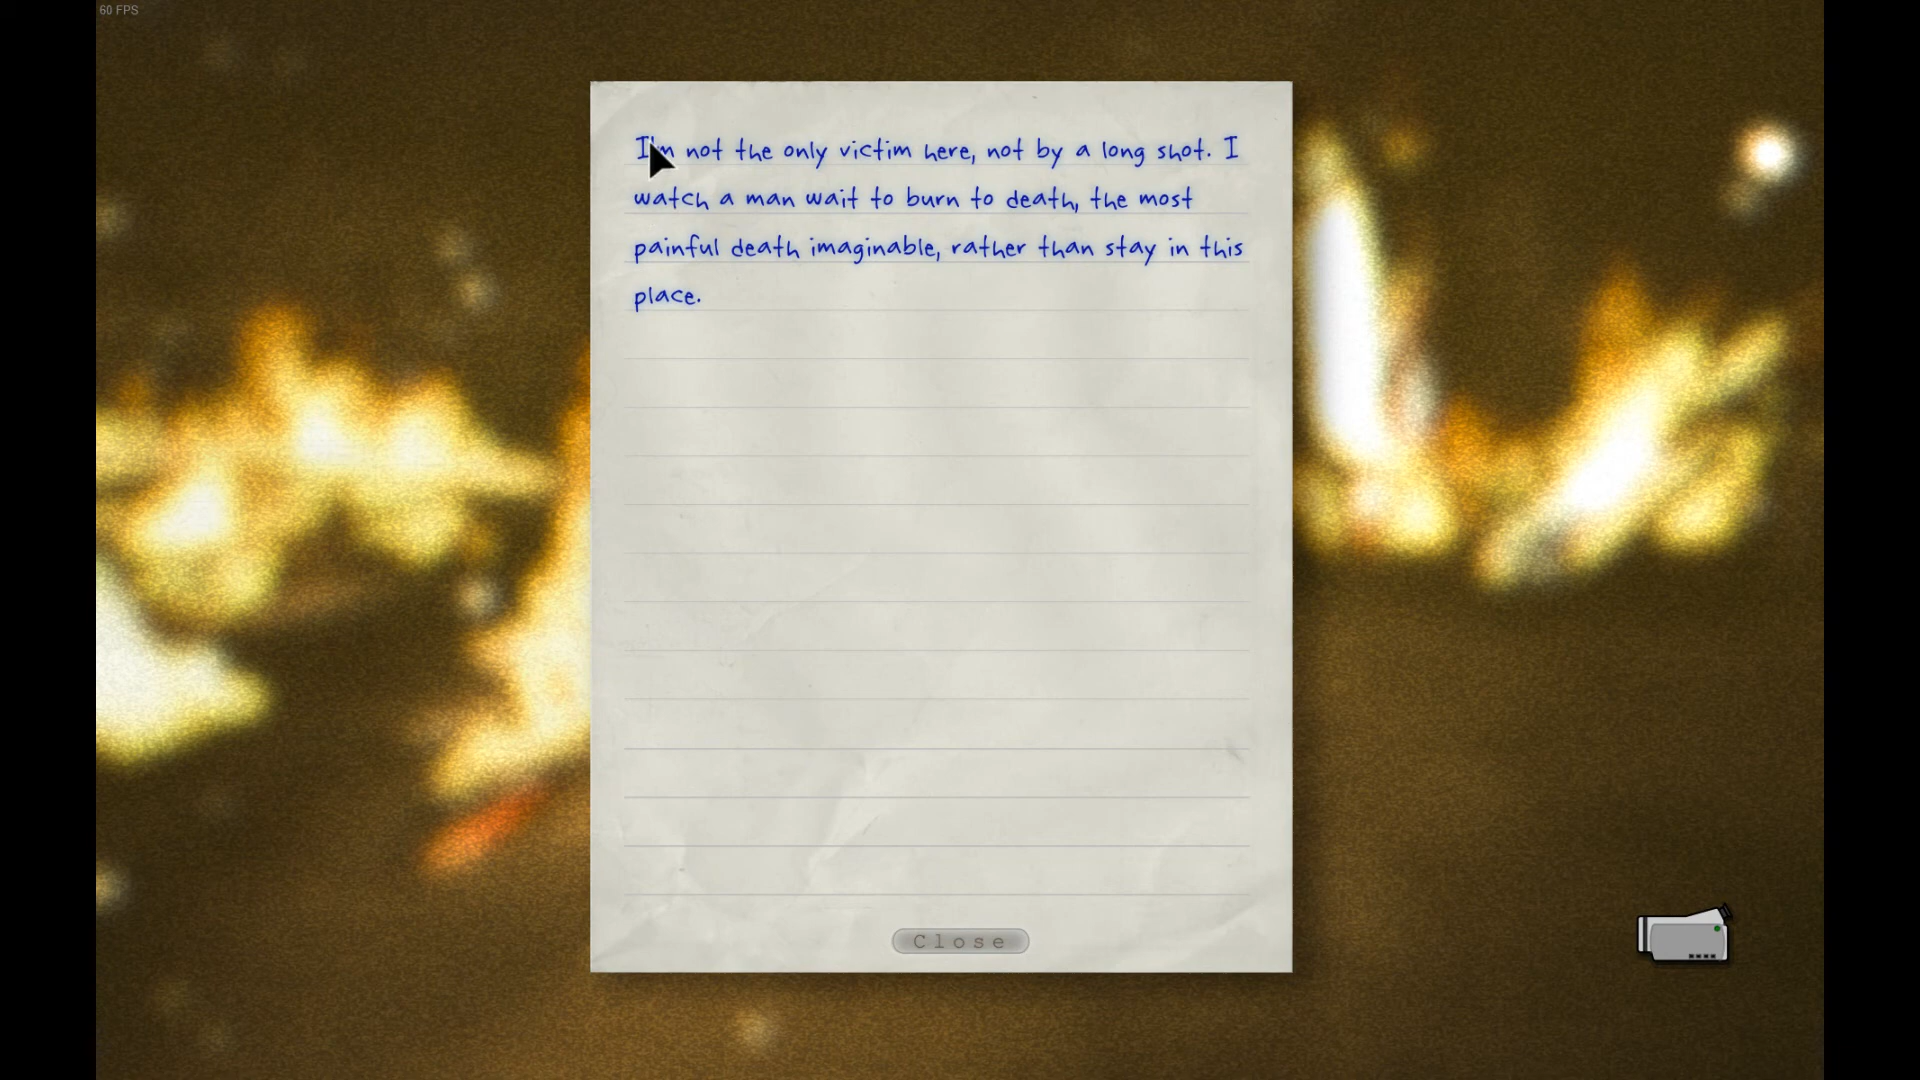 60 FPS
I'm not the only victim here, not by a long shot. I
watch a man wait to burn to death, the most
painful death imaginable, rather than stay in this
place.
Close